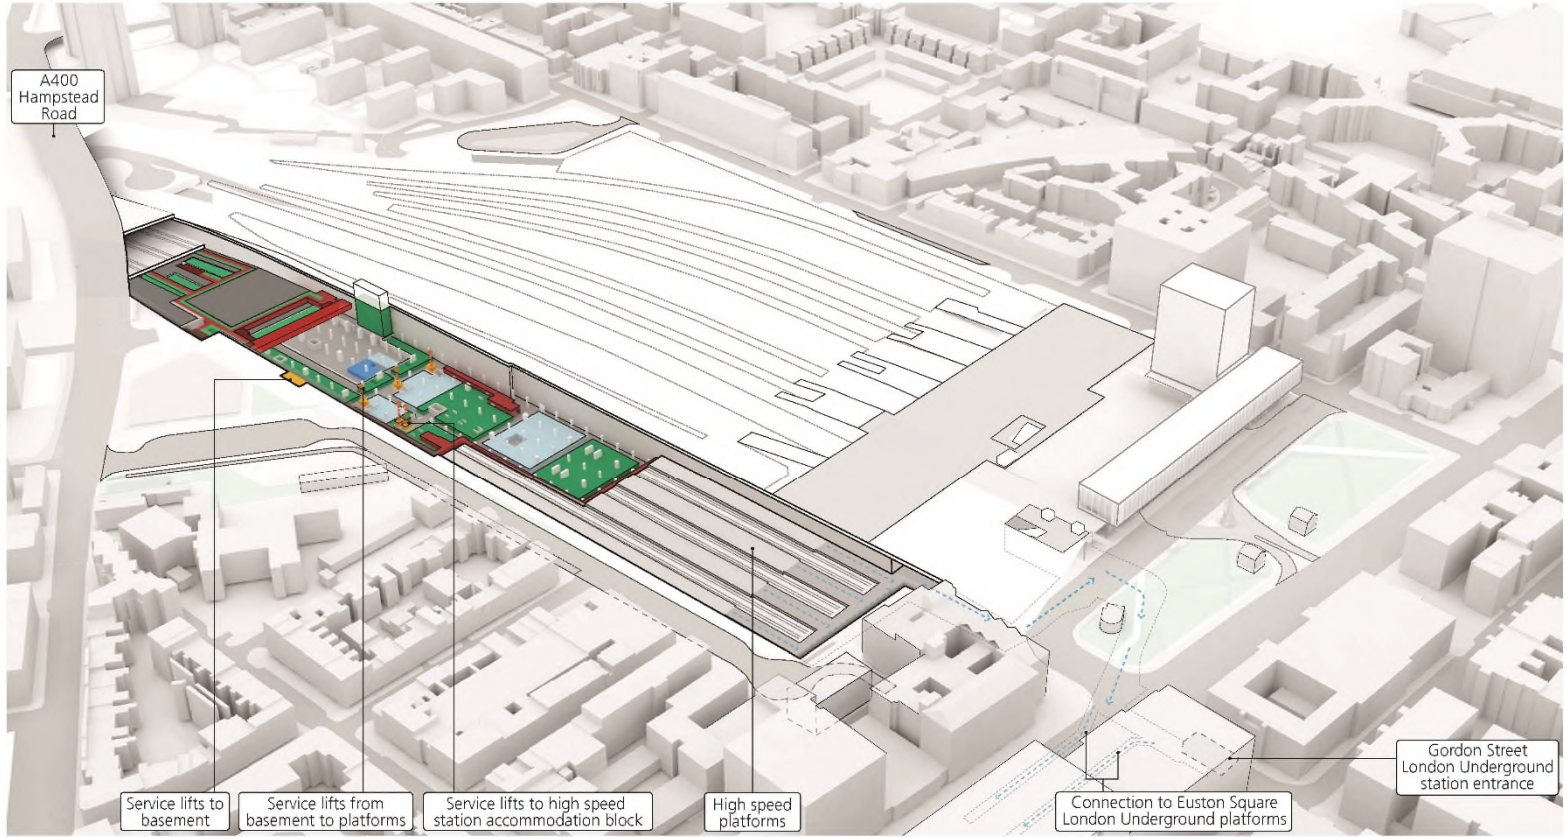 A400
Hampstead
Road
Service lifts to
basement
Service lifts from
basement to platforms
Service lifts to high speed
station accommodation block
High speed
platforms
Connection to Euston Square
London Underground platforms
Gordon Street
London Underground
station entrance